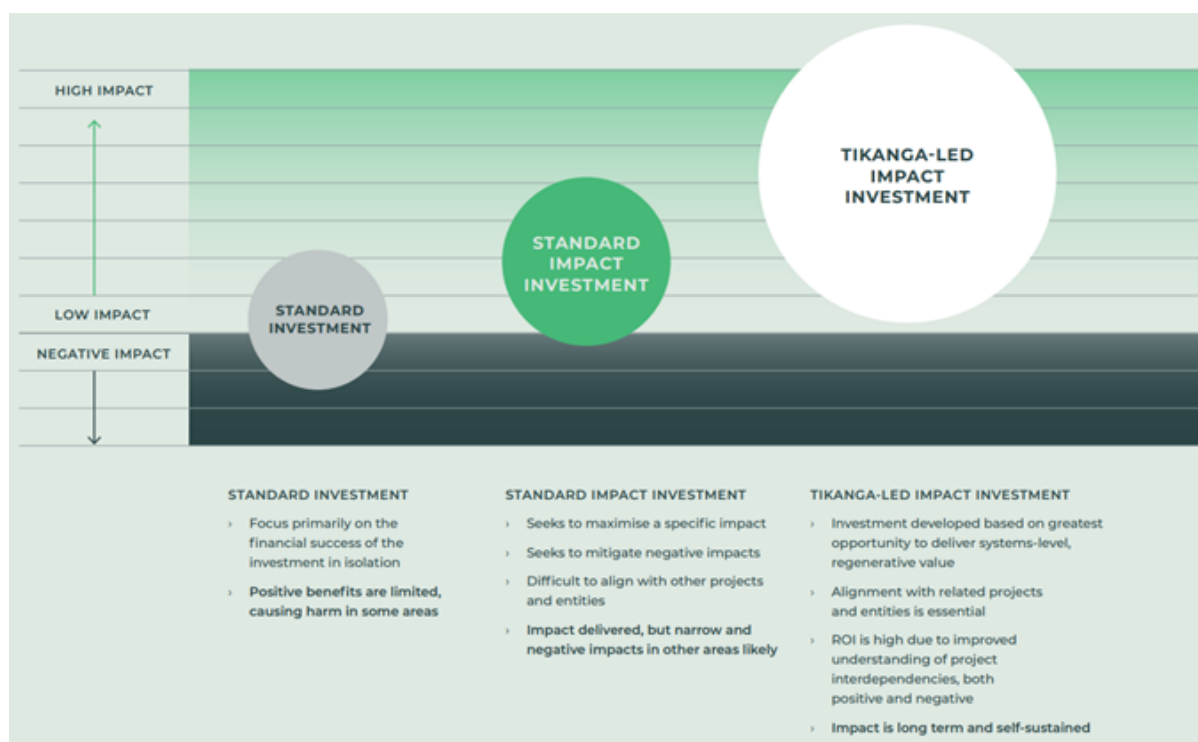 HIGH IMPACT
LOW IMPACT
NEGATIVE IMPACT
STANDARD
INVESTMENT
STANDARD
IMPACT
INVESTMENT
TIKANGA-LED
IMPACT
INVESTMENT
STANDARD INVESTMENT
› Focus primarily on the
financial success of the
investment in isolation
› Positive benefits are limited,
causing harm in some areas
STANDARD IMPACT INVESTMENT
› Seeks to maximise a specific impact
› Seeks to mitigate negative impacts
› Difficult to align with other projects
and entities
› Impact delivered, but narrow and
negative impacts in other areas likely
TIKANGA-LED IMPACT INVESTMENT
› Investment developed based on greatest
opportunity to deliver systems-level,
regenerative value
› Alignment with related projects
and entities is essential
› ROI is high due to improved
understanding of project
interdependencies, both
positive and negative
› Impact is long term and self-sustained